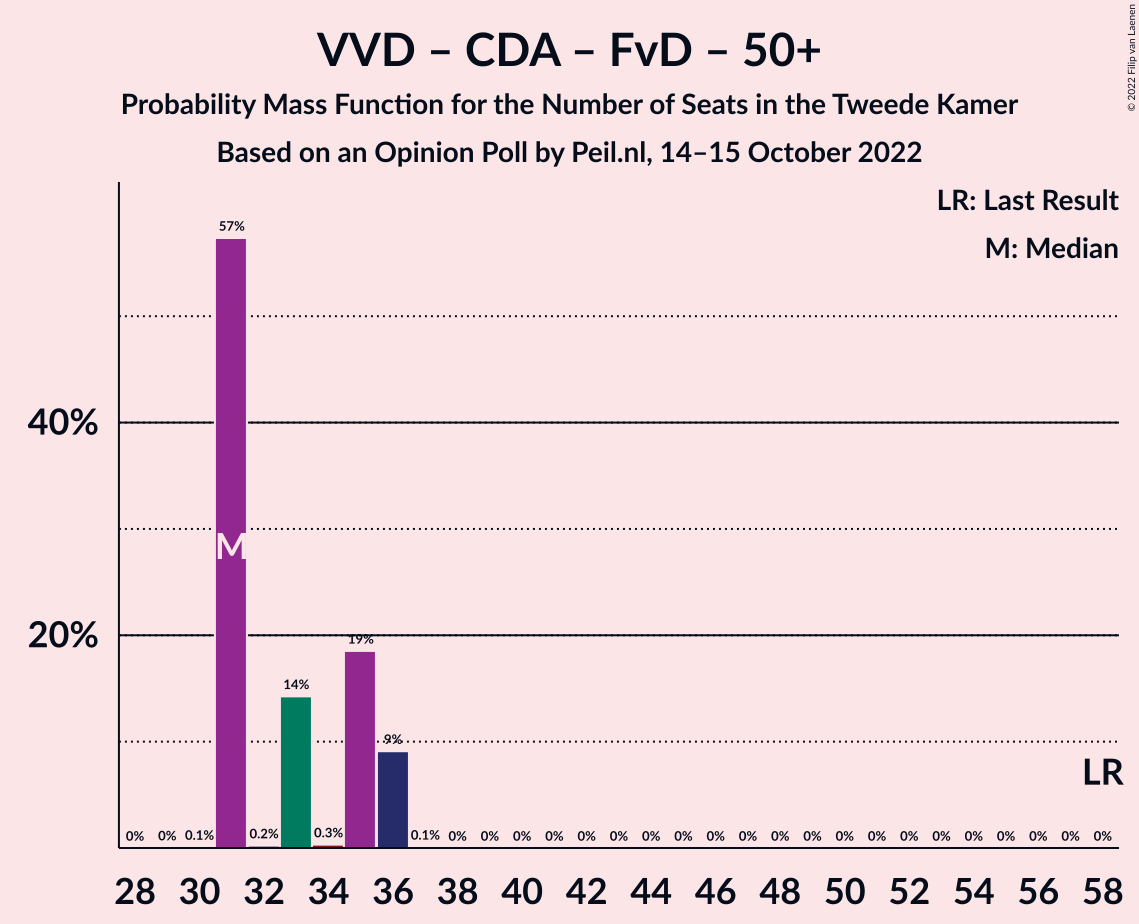 VVD – CDA – FvD – 50+
Probability Mass Function for the Number of Seats in the Tweede Kamer
Based on an Opinion Poll by Peil.nl, 14–15 October 2022
© 2022 Filip van Laenen
LR: Last Result
M: Median
57%
40%
M
20%
19%
14%
9%
LR
0% 0% 0.1% 0.2% 0.3% 0.1% 0% 0% 0% 0% 0% 0% 0% 0% 0% 0% 0% 0% 0% 0% 0% 0% 0% 0% 0% 0% 0%
28 30 32 34 36 38 40 42 44 46 48 50 52 54 56 58